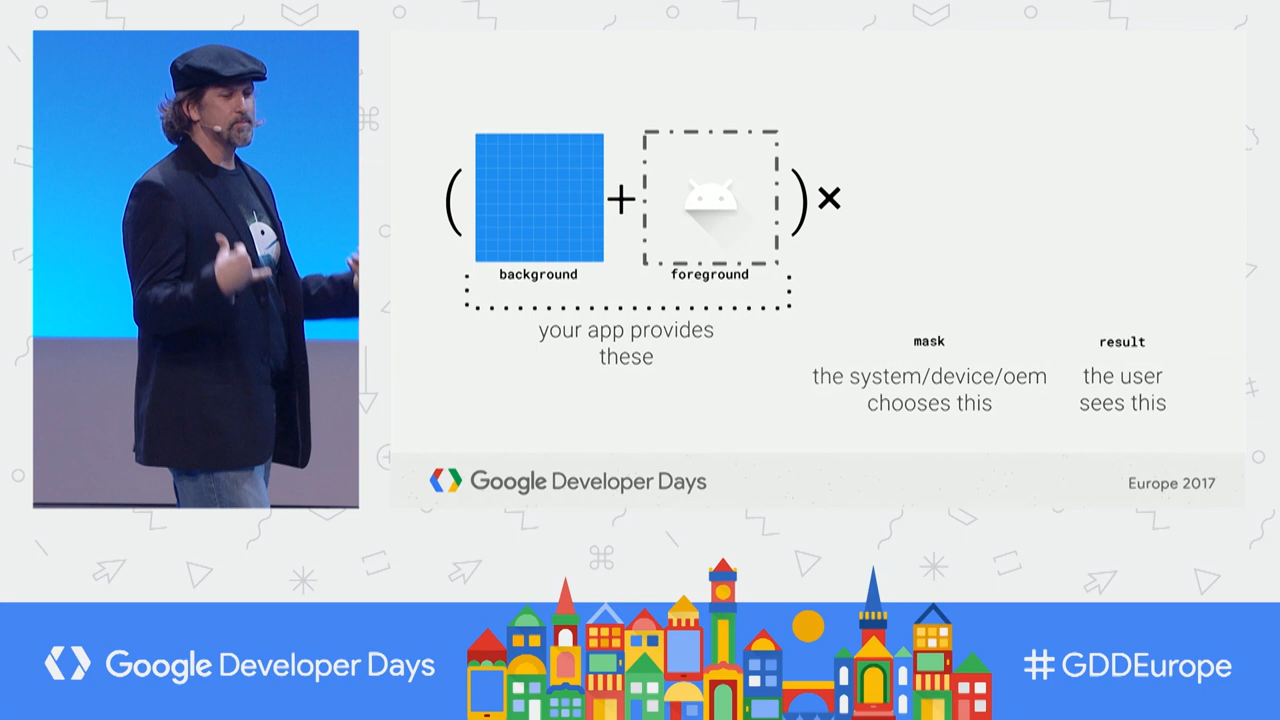 ( + ) ×
background
foreground
your app provides
these
mask
result
the system/device/oem
chooses this
the user
sees this
Google Developer Days
Europe 2017
Google Developer Days
#GDDEurope